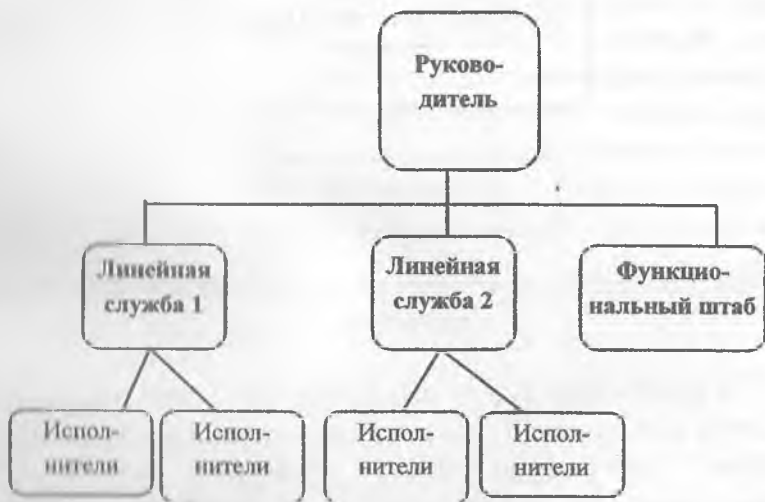 Руково-
дитель
Линейная
служба 1
Линейная
служба 2
Функцио-
нальный штаб
Испол-
нители
Испол-
нители
Испол-
нители
Испол-
нители